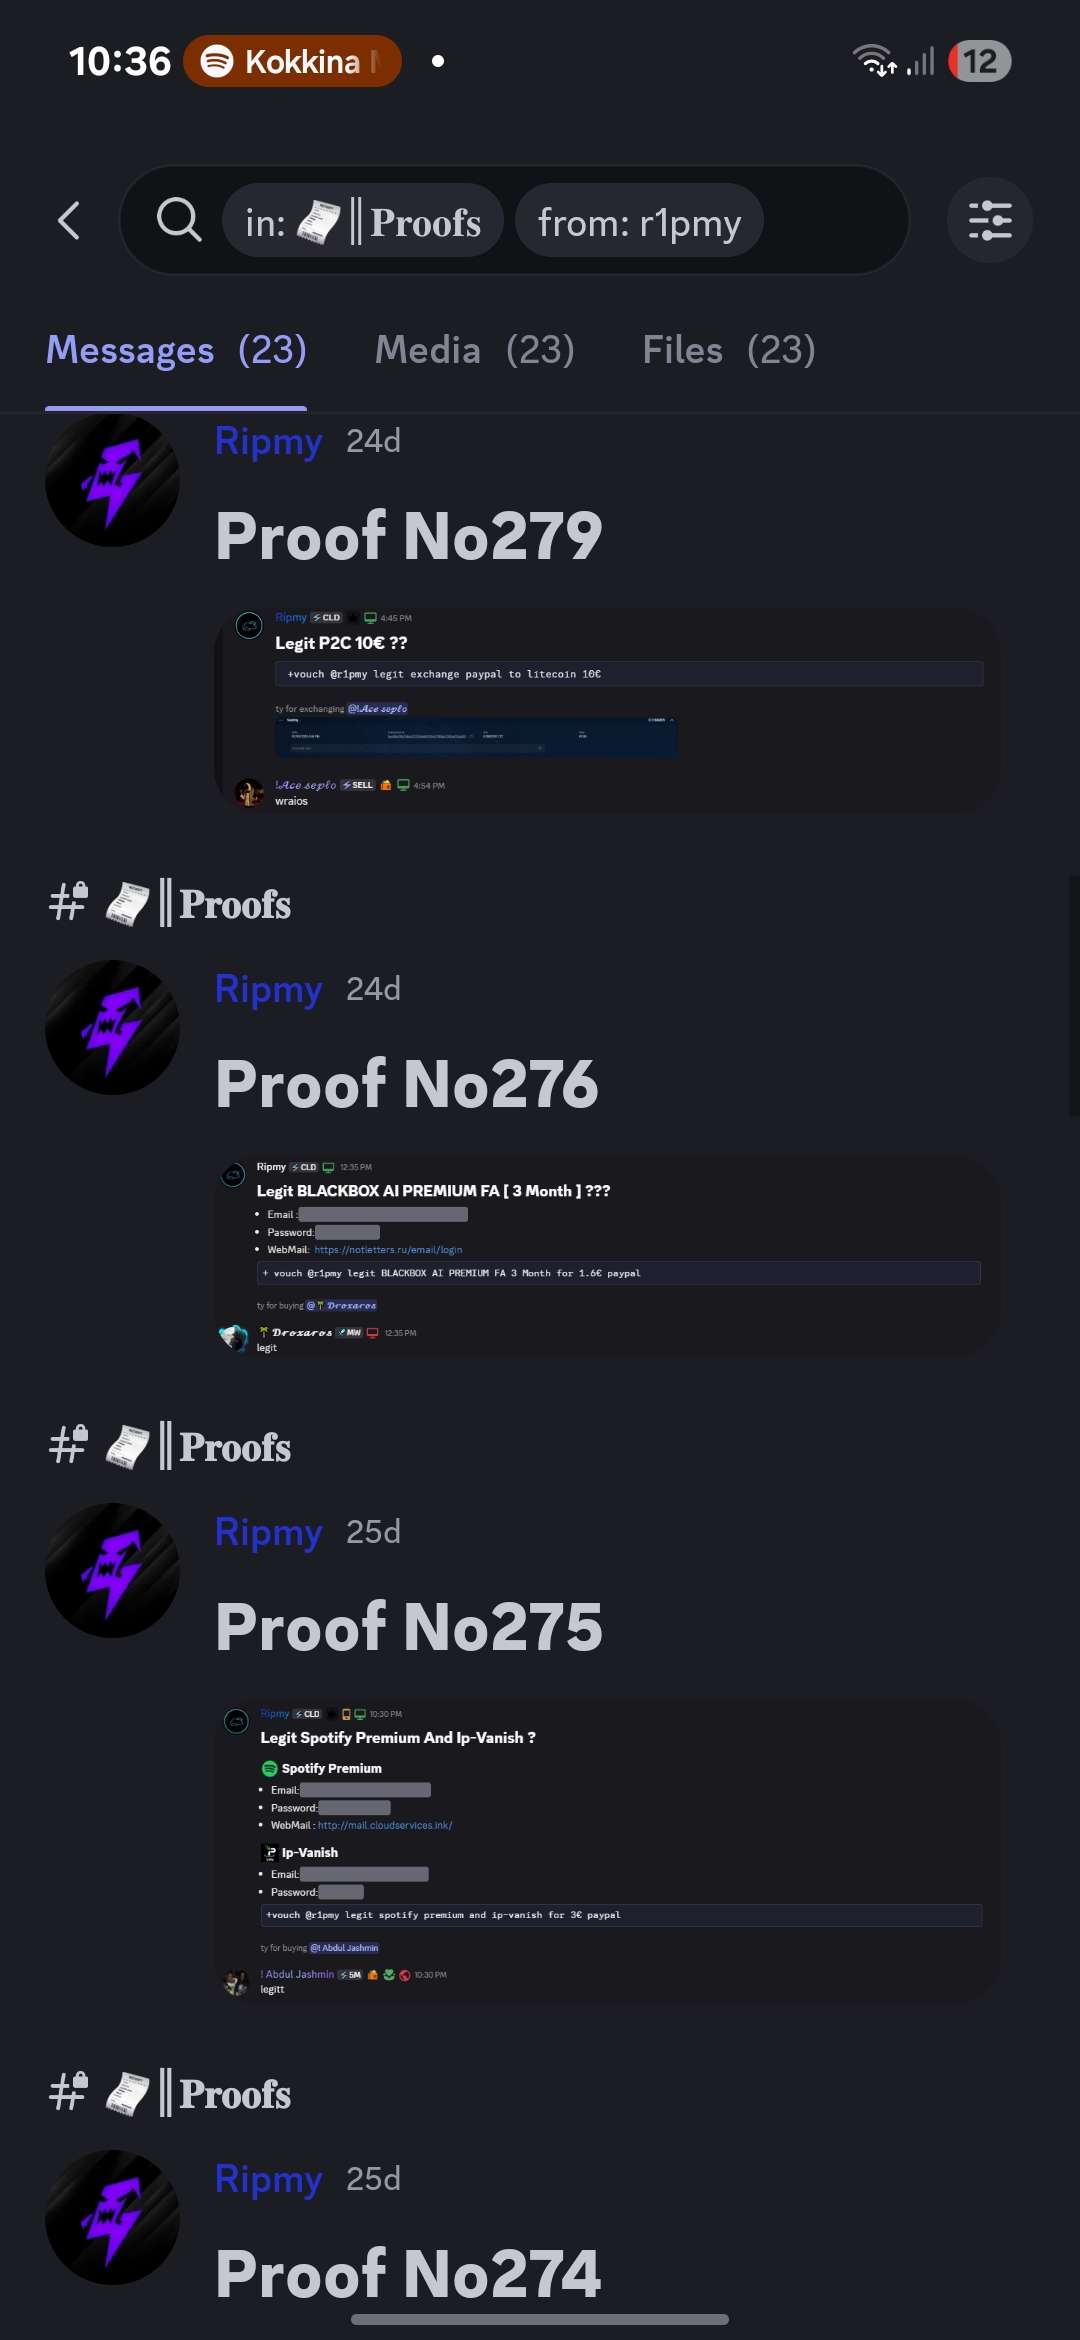 10:36 Kokkina 12
in: ||Proofs from: r1pmy
Messages (23) Media (23) Files (23)
Ripmy 24d
Proof No279
Ripmy CLD 4:45 PM
Legit P2C 10€ ??
+vouch @r1pmy legit exchange paypal to litecoin 10€
ty for exchanging @!𝓐𝓬𝓮 𝓼𝓮𝓹𝓵𝓸
!𝓐𝓬𝓮 𝓼𝓮𝓹𝓵𝓸 SELL 4:54 PM
wraios
||Proofs
Ripmy 24d
Proof No276
Ripmy CLD 12:35 PM
Legit BLACKBOX AI PREMIUM FA [ 3 Month ] ???
• Email :
• Password:
• WebMail: https://notletters.ru/email/login
+ vouch @r1pmy legit BLACKBOX AI PREMIUM FA 3 Month for 1.6€ paypal
ty for buying @🌴 𝓓𝓻𝓸𝔁𝓪𝓻𝓸𝓼
🌴 𝓓𝓻𝓸𝔁𝓪𝓻𝓸𝓼 MW 12:35 PM
legit
||Proofs
Ripmy 25d
Proof No275
Ripmy CLD 10:30 PM
Legit Spotify Premium And Ip-Vanish ?
Spotify Premium
• Email:
• Password:
• WebMail : http://mail.cloudservices.ink/
Ip-Vanish
• Email:
• Password:
+vouch @r1pmy legit spotify premium and ip-vanish for 3€ paypal
ty for buying @! Abdul Jashmin
! Abdul Jashmin 5M 10:30 PM
legitt
||Proofs
Ripmy 25d
Proof No274